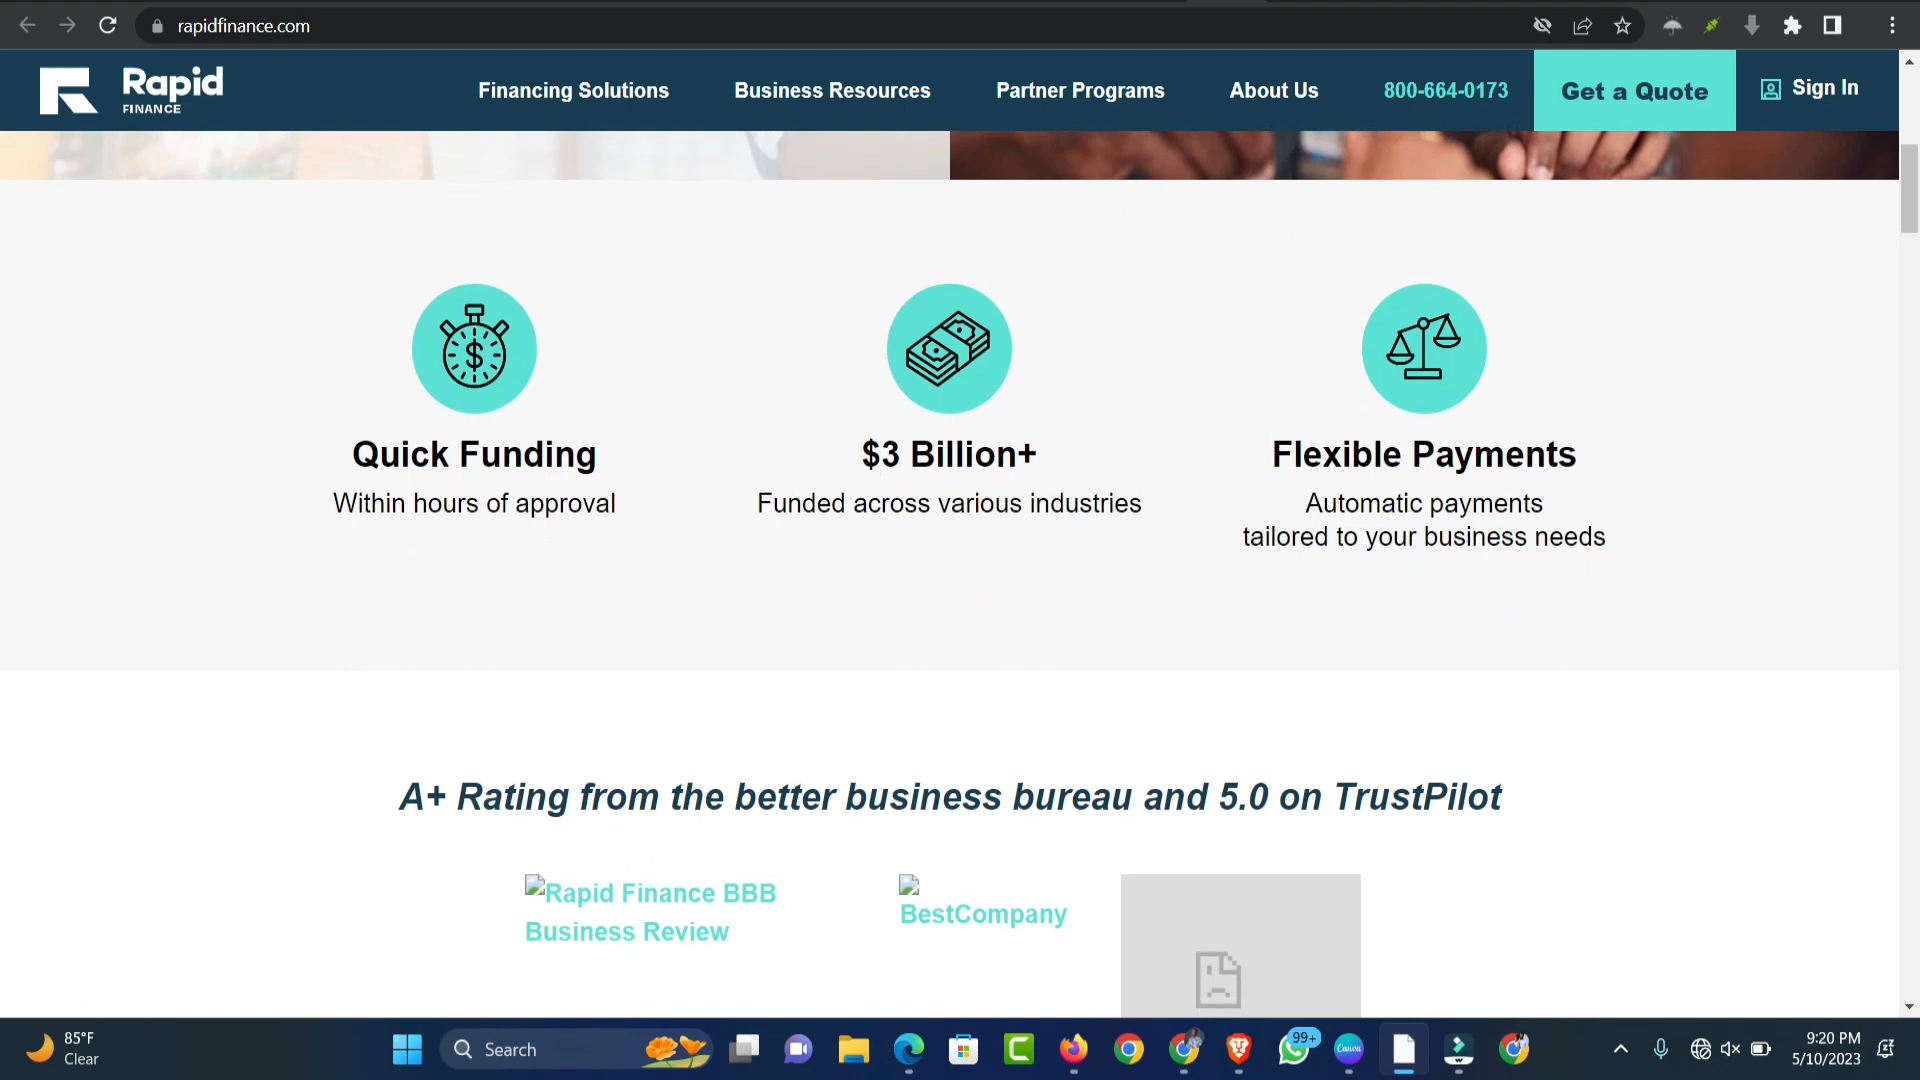 rapidfinance.com
Rapid
FINANCE
Financing Solutions
Business Resources
Partner Programs
About Us
800-664-0173
Get a Quote
Sign In
Quick Funding
Within hours of approval
$3 Billion+
Funded across various industries
Flexible Payments
Automatic payments
tailored to your business needs
A+ Rating from the better business bureau and 5.0 on TrustPilot
Rapid Finance BBB
Business Review
BestCompany
85°F
Clear
Search
99+
Canva
9:20 PM
5/10/2023